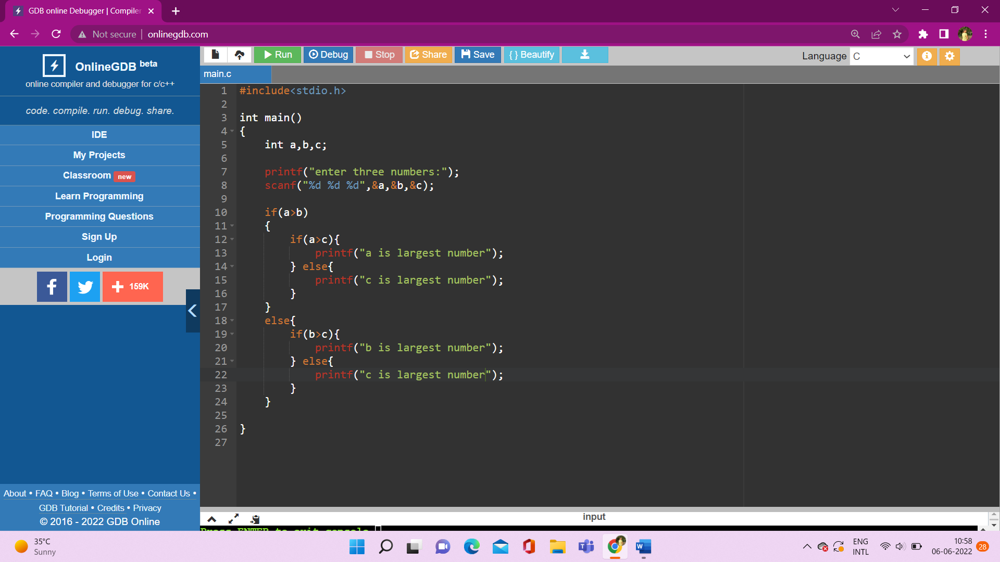 GDB online Debugger | Compiler
Not secure | onlinegdb.com
OnlineGDB beta
online compiler and debugger for c/c++
code. compile. run. debug. share.
IDE
My Projects
Classroom new
Learn Programming
Programming Questions
Sign Up
Login
f + 159K
About • FAQ • Blog • Terms of Use • Contact Us •
GDB Tutorial • Credits • Privacy
© 2016 - 2022 GDB Online
Run Debug Stop Share Save { } Beautify Language C
main.c
1 #include<stdio.h>
2
3 int main()
4 {
5     int a,b,c;
6
7     printf("enter three numbers:");
8     scanf("%d %d %d",&a,&b,&c);
9
10     if(a>b)
11     {
12         if(a>c){
13             printf("a is largest number");
14         } else{
15             printf("c is largest number");
16         }
17     }
18     else{
19         if(b>c){
20             printf("b is largest number");
21         } else{
22             printf("c is largest number");
23         }
24     }
25
26 }
27
input
Press ENTER to exit console
35°C
Sunny
ENG
INTL
10:58
06-06-2022
28